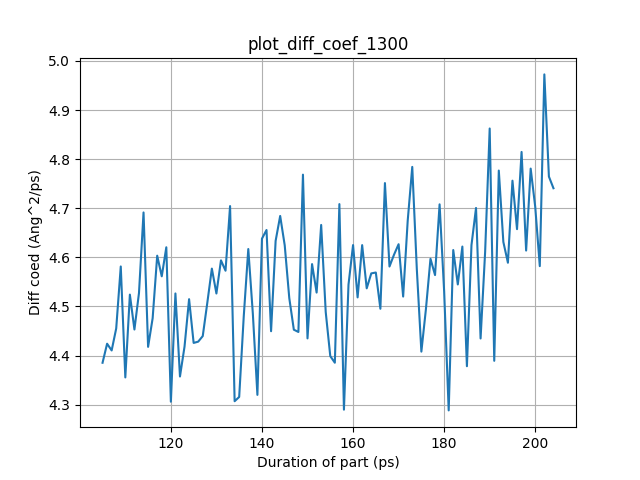 plot_diff_coef_1300
5.0
4.9
4.8
4.7
4.6
4.5
4.4
4.3
Diff coed (Ang^2/ps)
120 140 160 180 200
Duration of part (ps)